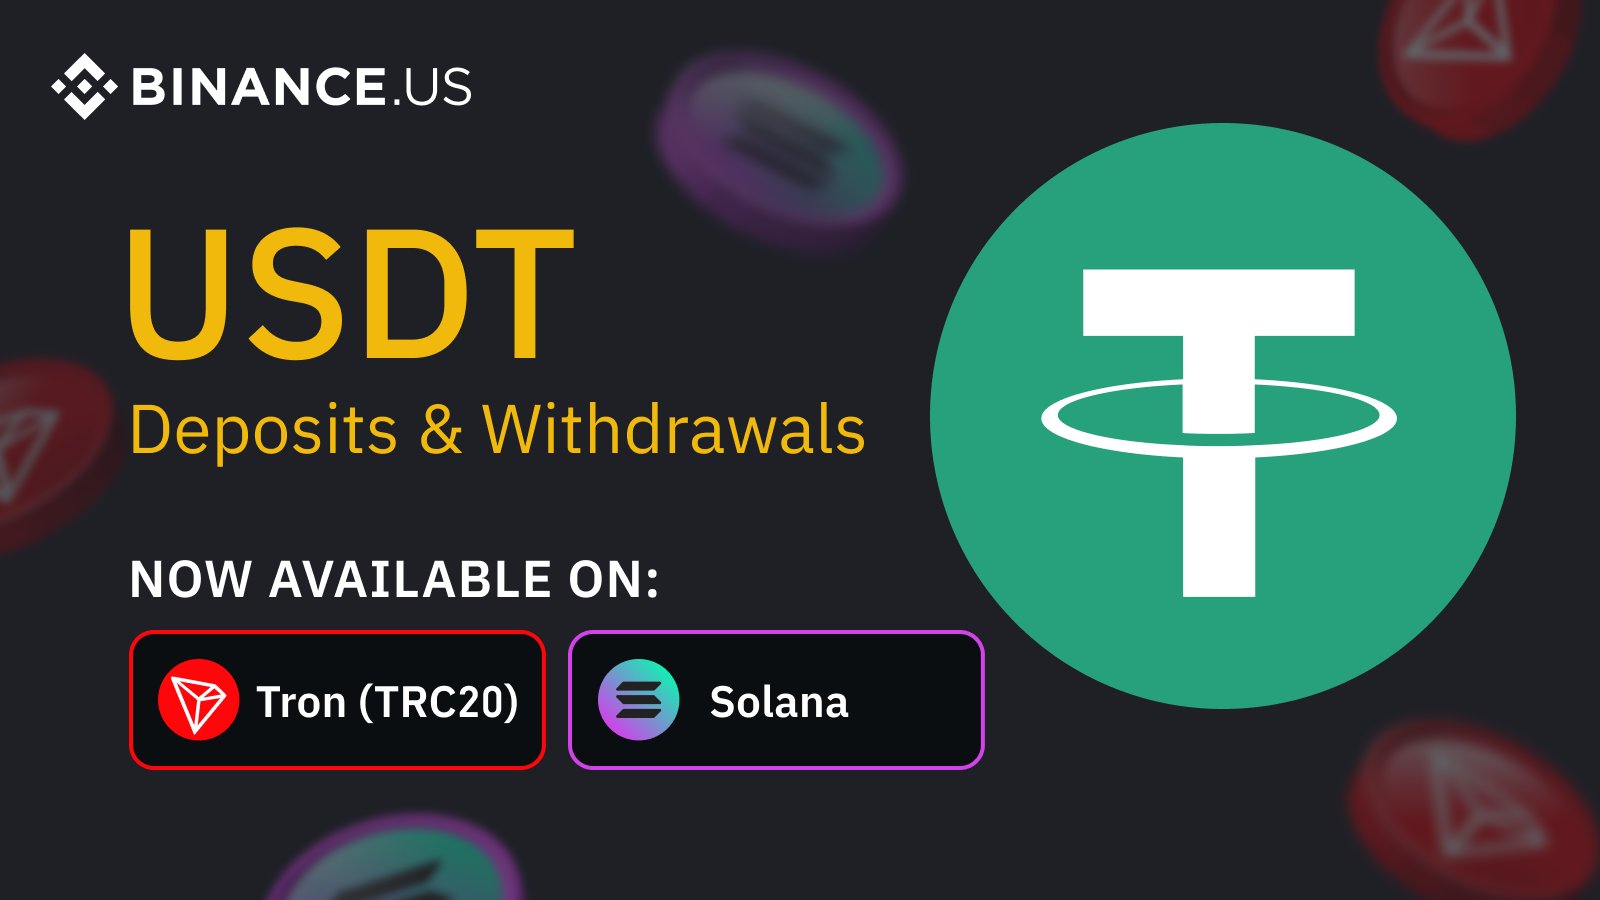 BINANCE.US
USDT
Deposits & Withdrawals
NOW AVAILABLE ON:
Tron (TRC20)
Solana